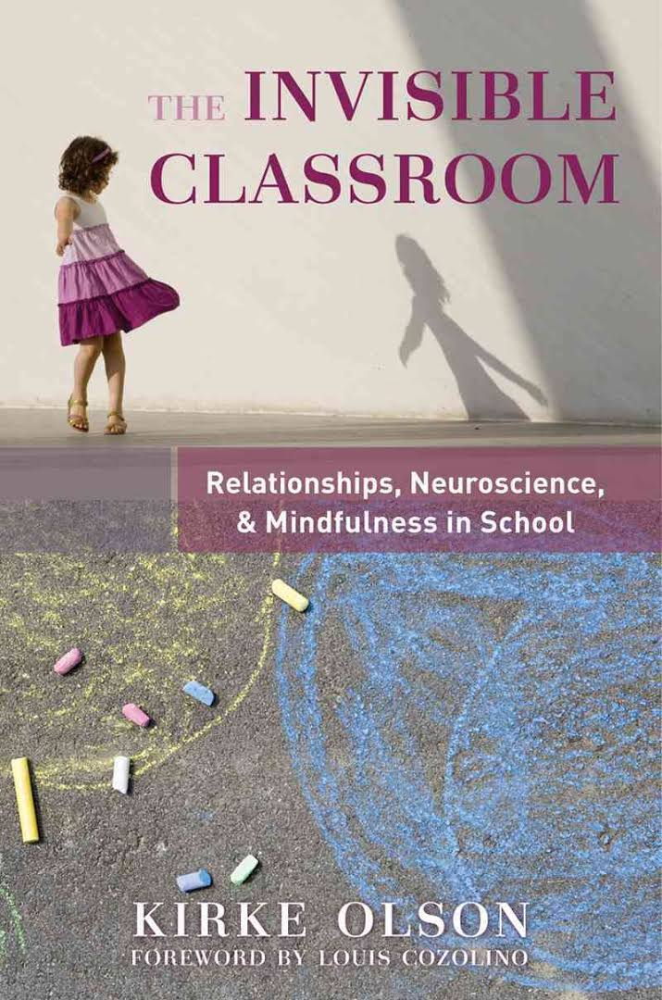 THE INVISIBLE
CLASSROOM
Relationships, Neuroscience,
& Mindfulness in School
KIRKE OLSON
FOREWORD BY LOUIS COZOLINO